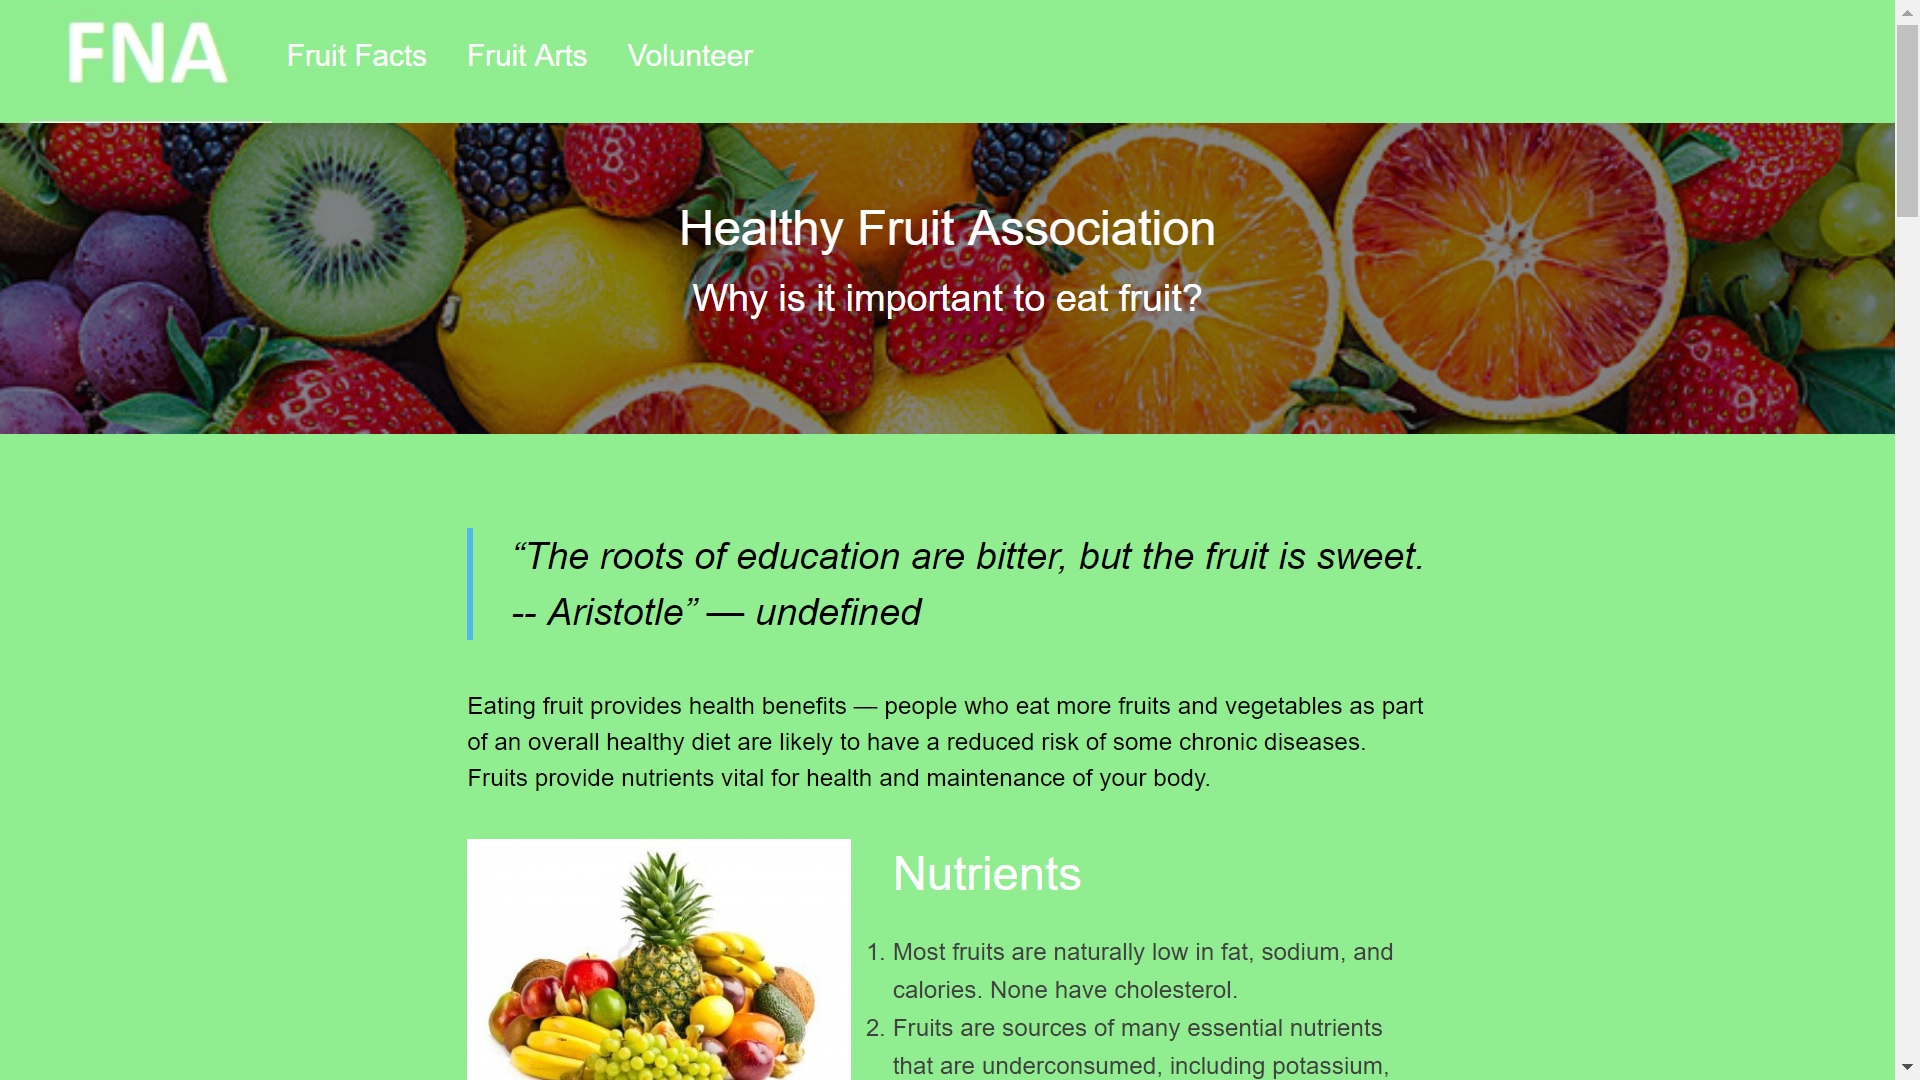 FNA
Fruit Facts
Fruit Arts
Volunteer
Healthy Fruit Association
Why is it important to eat fruit?
“The roots of education are bitter, but the fruit is sweet.
-- Aristotle” — undefined
Eating fruit provides health benefits — people who eat more fruits and vegetables as part
of an overall healthy diet are likely to have a reduced risk of some chronic diseases.
Fruits provide nutrients vital for health and maintenance of your body.
Nutrients
1. Most fruits are naturally low in fat, sodium, and
calories. None have cholesterol.
2. Fruits are sources of many essential nutrients
that are underconsumed, including potassium,